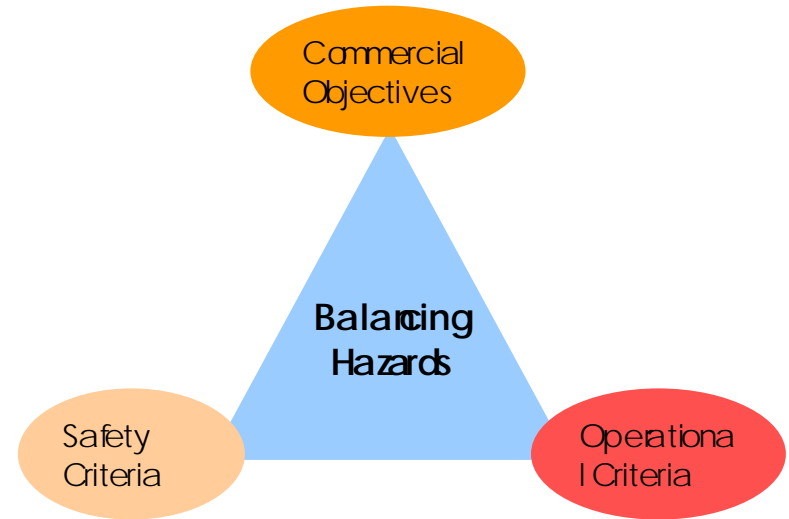 Commercial
Objectives
Balancing
Hazards
Safety
Criteria
Operationa
l Criteria